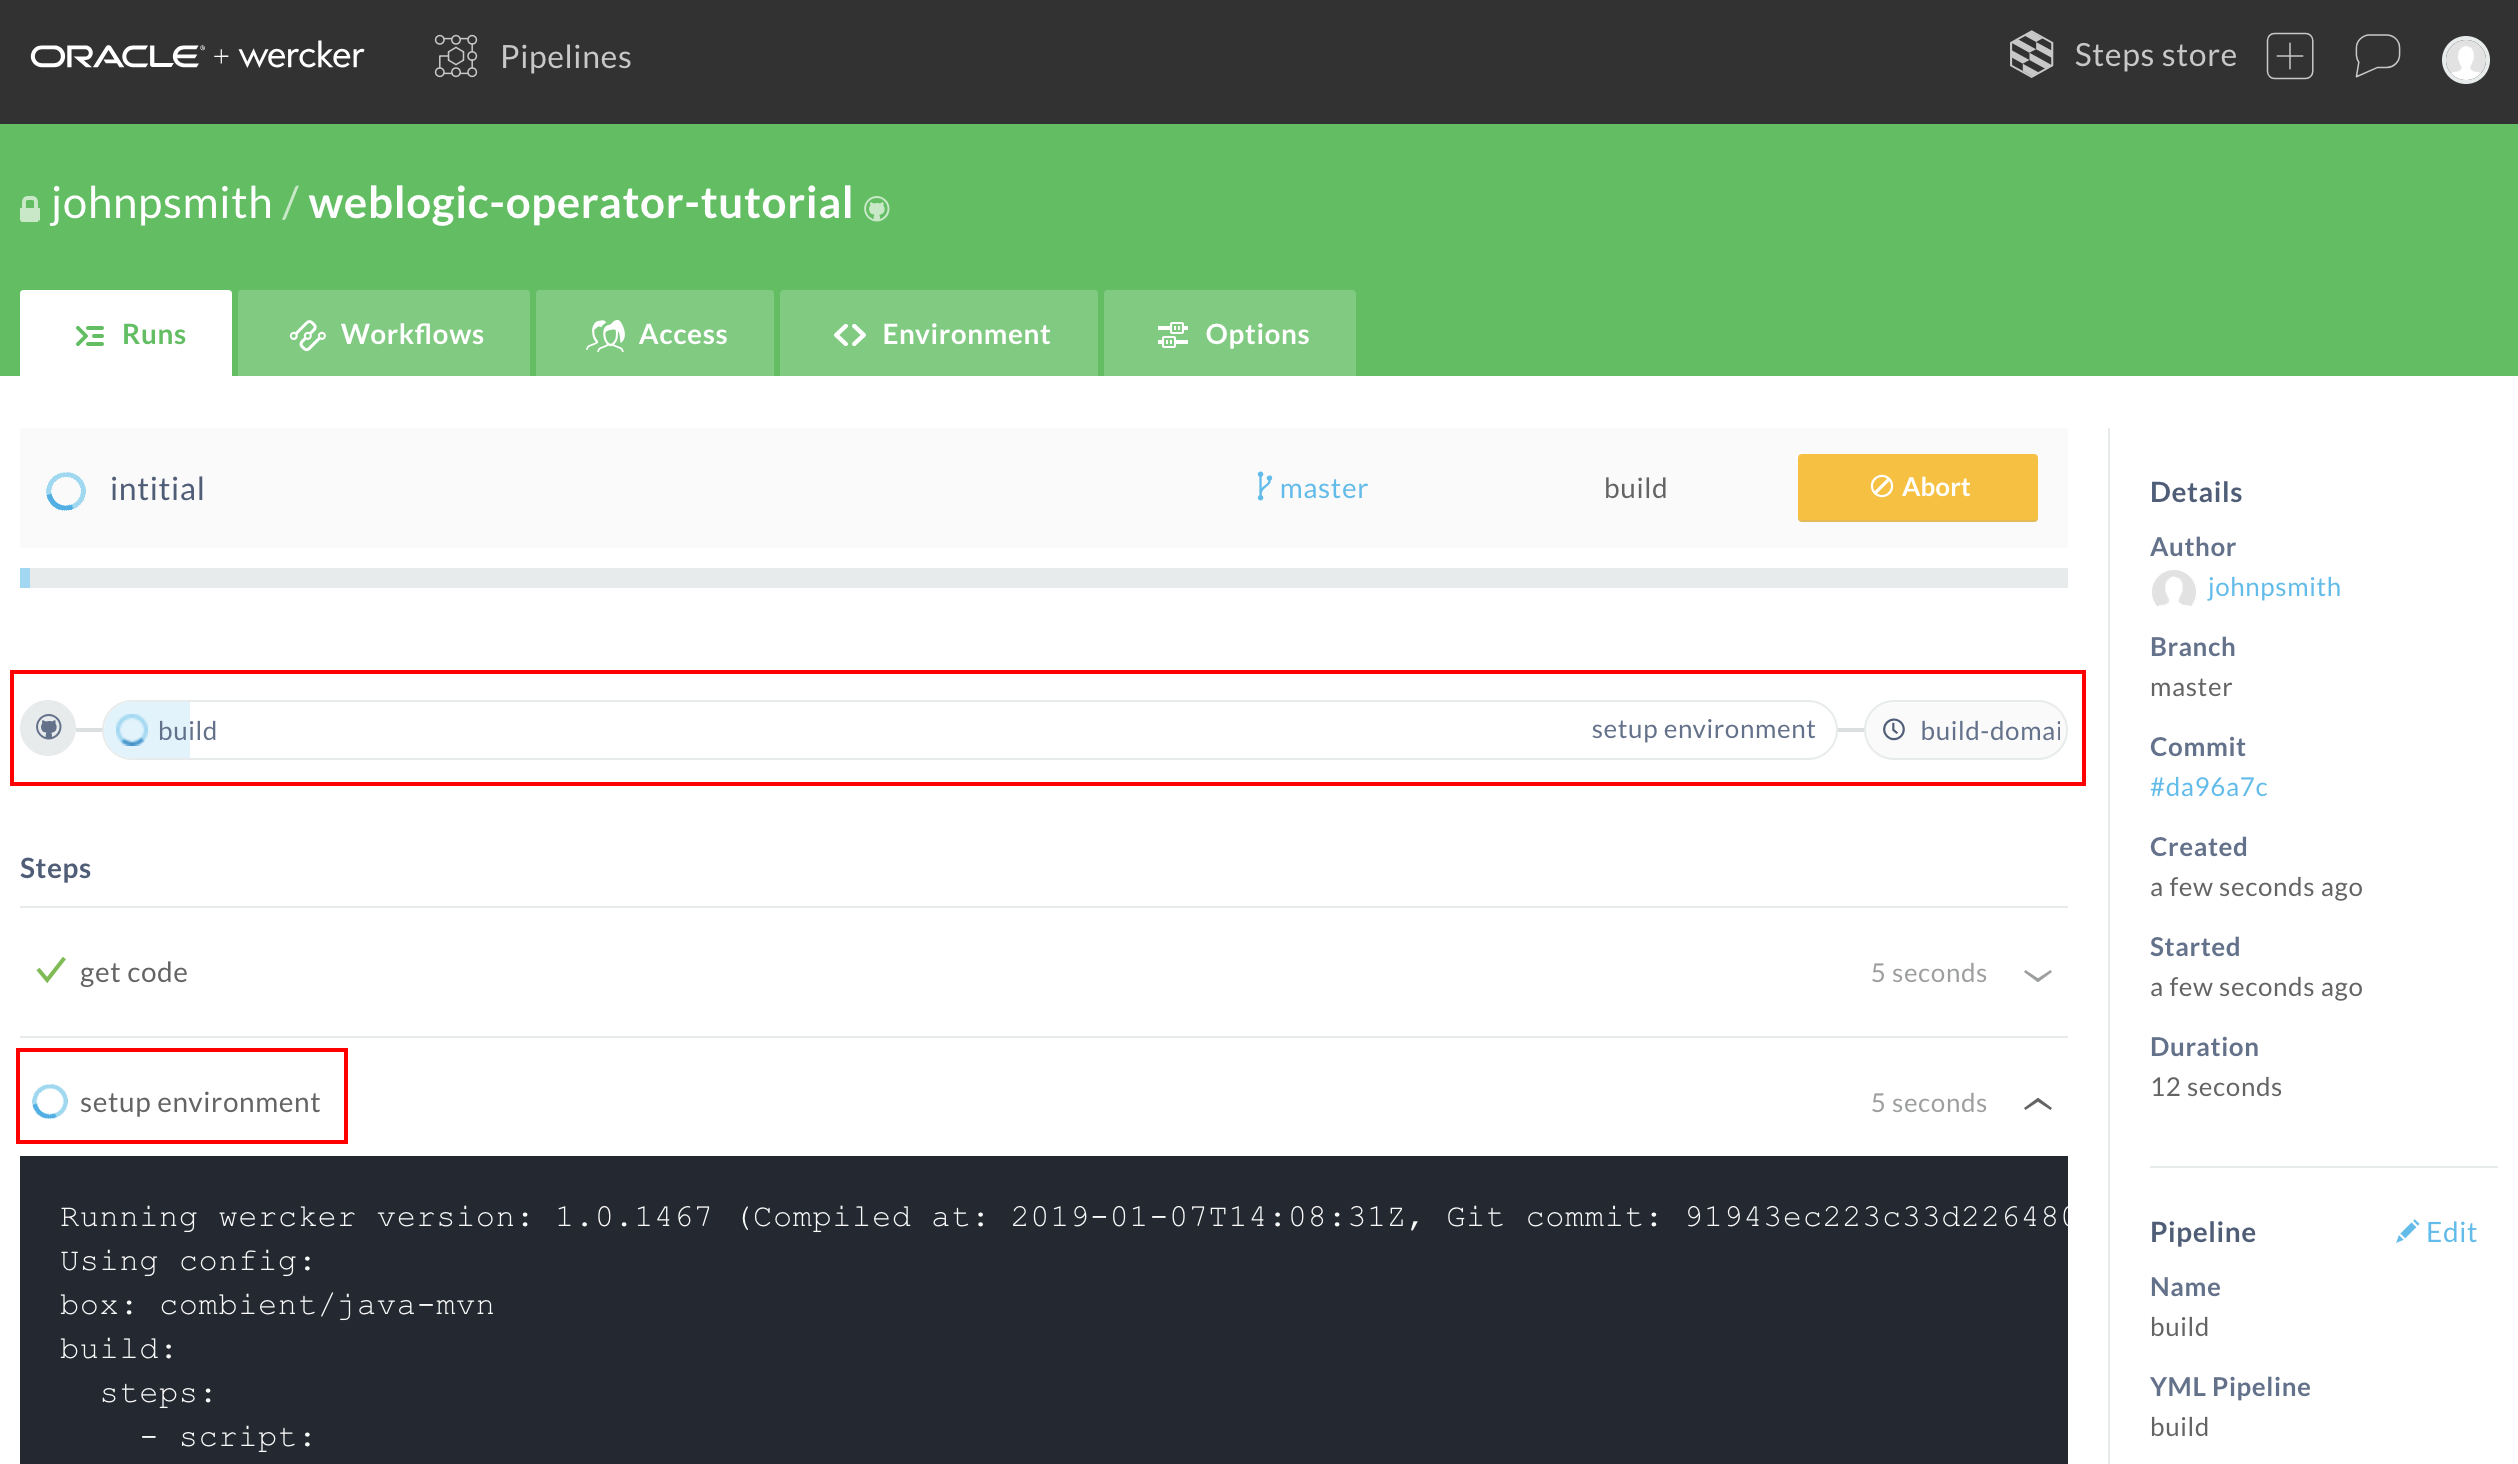 ORACLE + wercker Pipelines Steps store
johnpsmith / weblogic-operator-tutorial
Runs Workflows Access Environment Options
intitial master build Abort
build setup environment build-domai
Steps
get code 5 seconds
setup environment 5 seconds
Running wercker version: 1.0.1467 (Compiled at: 2019-01-07T14:08:31Z, Git commit: 91943ec223c33d226480
Using config:
box: combient/java-mvn
build:
steps:
- script:
Details
Author
johnpsmith
Branch
master
Commit
#da96a7c
Created
a few seconds ago
Started
a few seconds ago
Duration
12 seconds
Pipeline Edit
Name
build
YML Pipeline
build